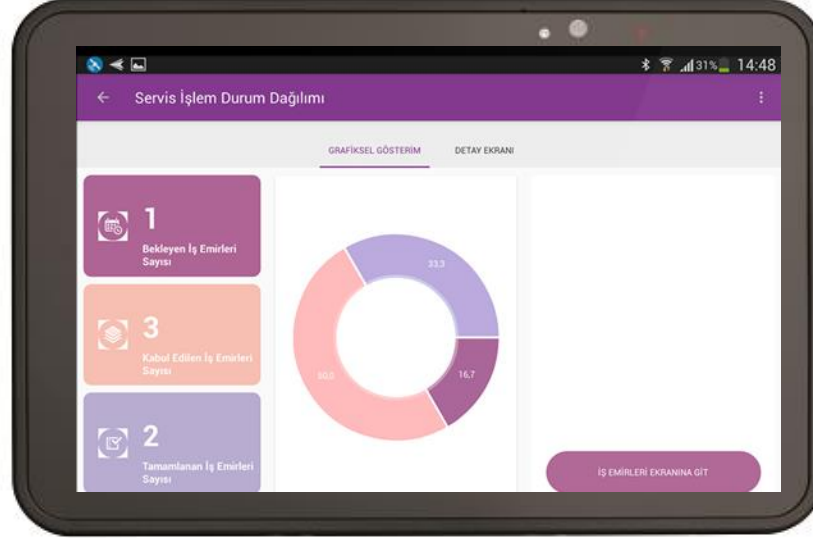 31% 14:48
Servis İşlem Durum Dağılımı
GRAFİKSEL GÖSTERİM DETAY EKRANI
1
Bekleyen İş Emirleri
Sayısı
3
Kabul Edilen İş Emirleri
Sayısı
2
Tamamlanan İş Emirleri
Sayısı
33,3
50,0
16,7
İŞ EMİRLERİ EKRANINA GİT